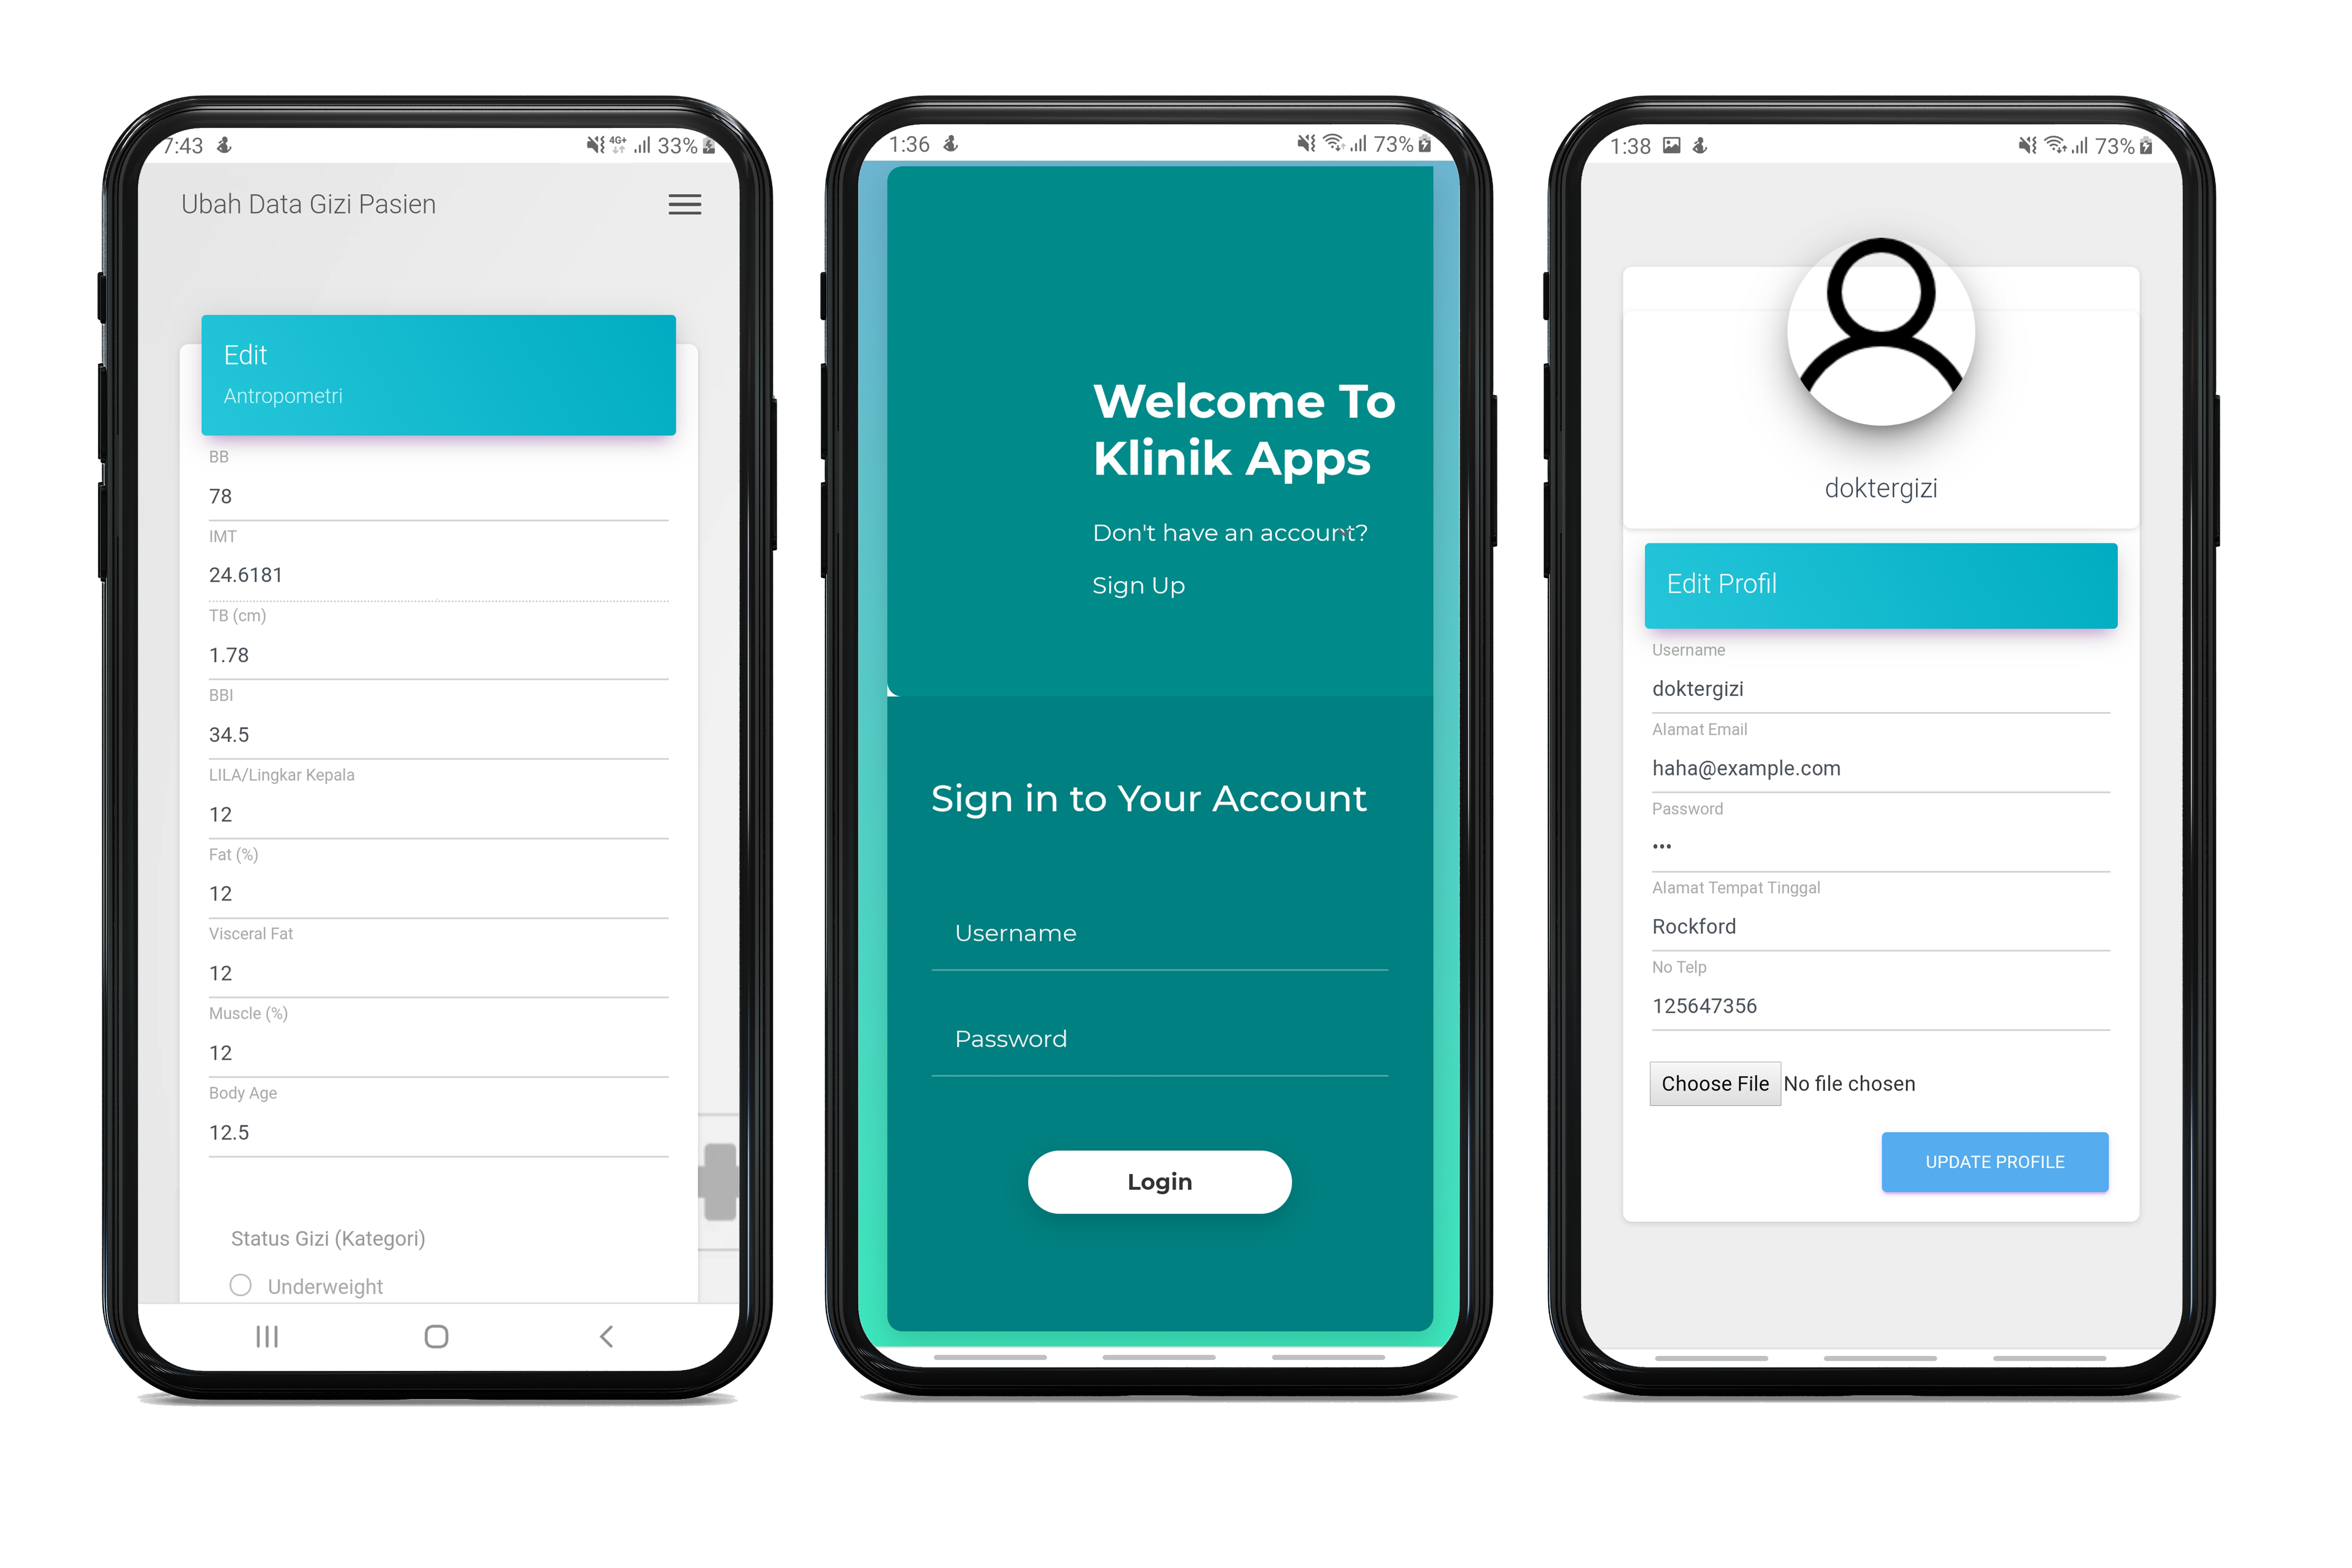 7:43
4G+
33%
Ubah Data Gizi Pasien
Edit
Antropometri
BB
78
IMT
24.6181
TB (cm)
1.78
BBI
34.5
LILA/Lingkar Kepala
12
Fat (%)
12
Visceral Fat
12
Muscle (%)
12
Body Age
12.5
Status Gizi (Kategori)
Underweight
1:36
73%
Welcome To
Klinik Apps
Don't have an account?
Sign Up
Sign in to Your Account
Username
Password
Login
1:38
73%
doktergizi
Edit Profil
Username
doktergizi
Alamat Email
haha@example.com
Password
•••
Alamat Tempat Tinggal
Rockford
No Telp
125647356
Choose File No file chosen
UPDATE PROFILE